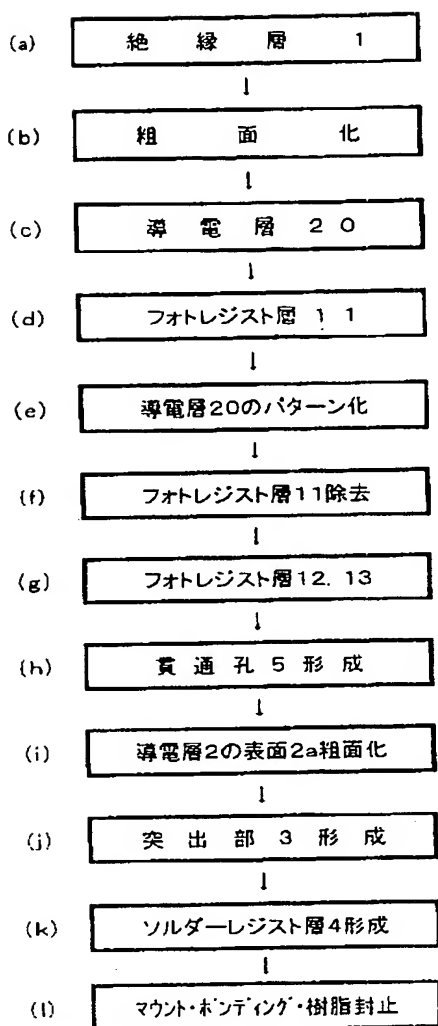 (a) 絶縁層 1
(b) 粗面化
(c) 導電層 20
(d) フォトレジスト層 11
(e) 導電層20のパターン化
(f) フォトレジスト層11除去
(g) フォトレジスト層12.13
(h) 貫通孔5形成
(i) 導電層2の表面2a粗面化
(j) 突出部3形成
(k) ソルダーレジスト層4形成
(l) マウント・ボンディング・樹脂封止